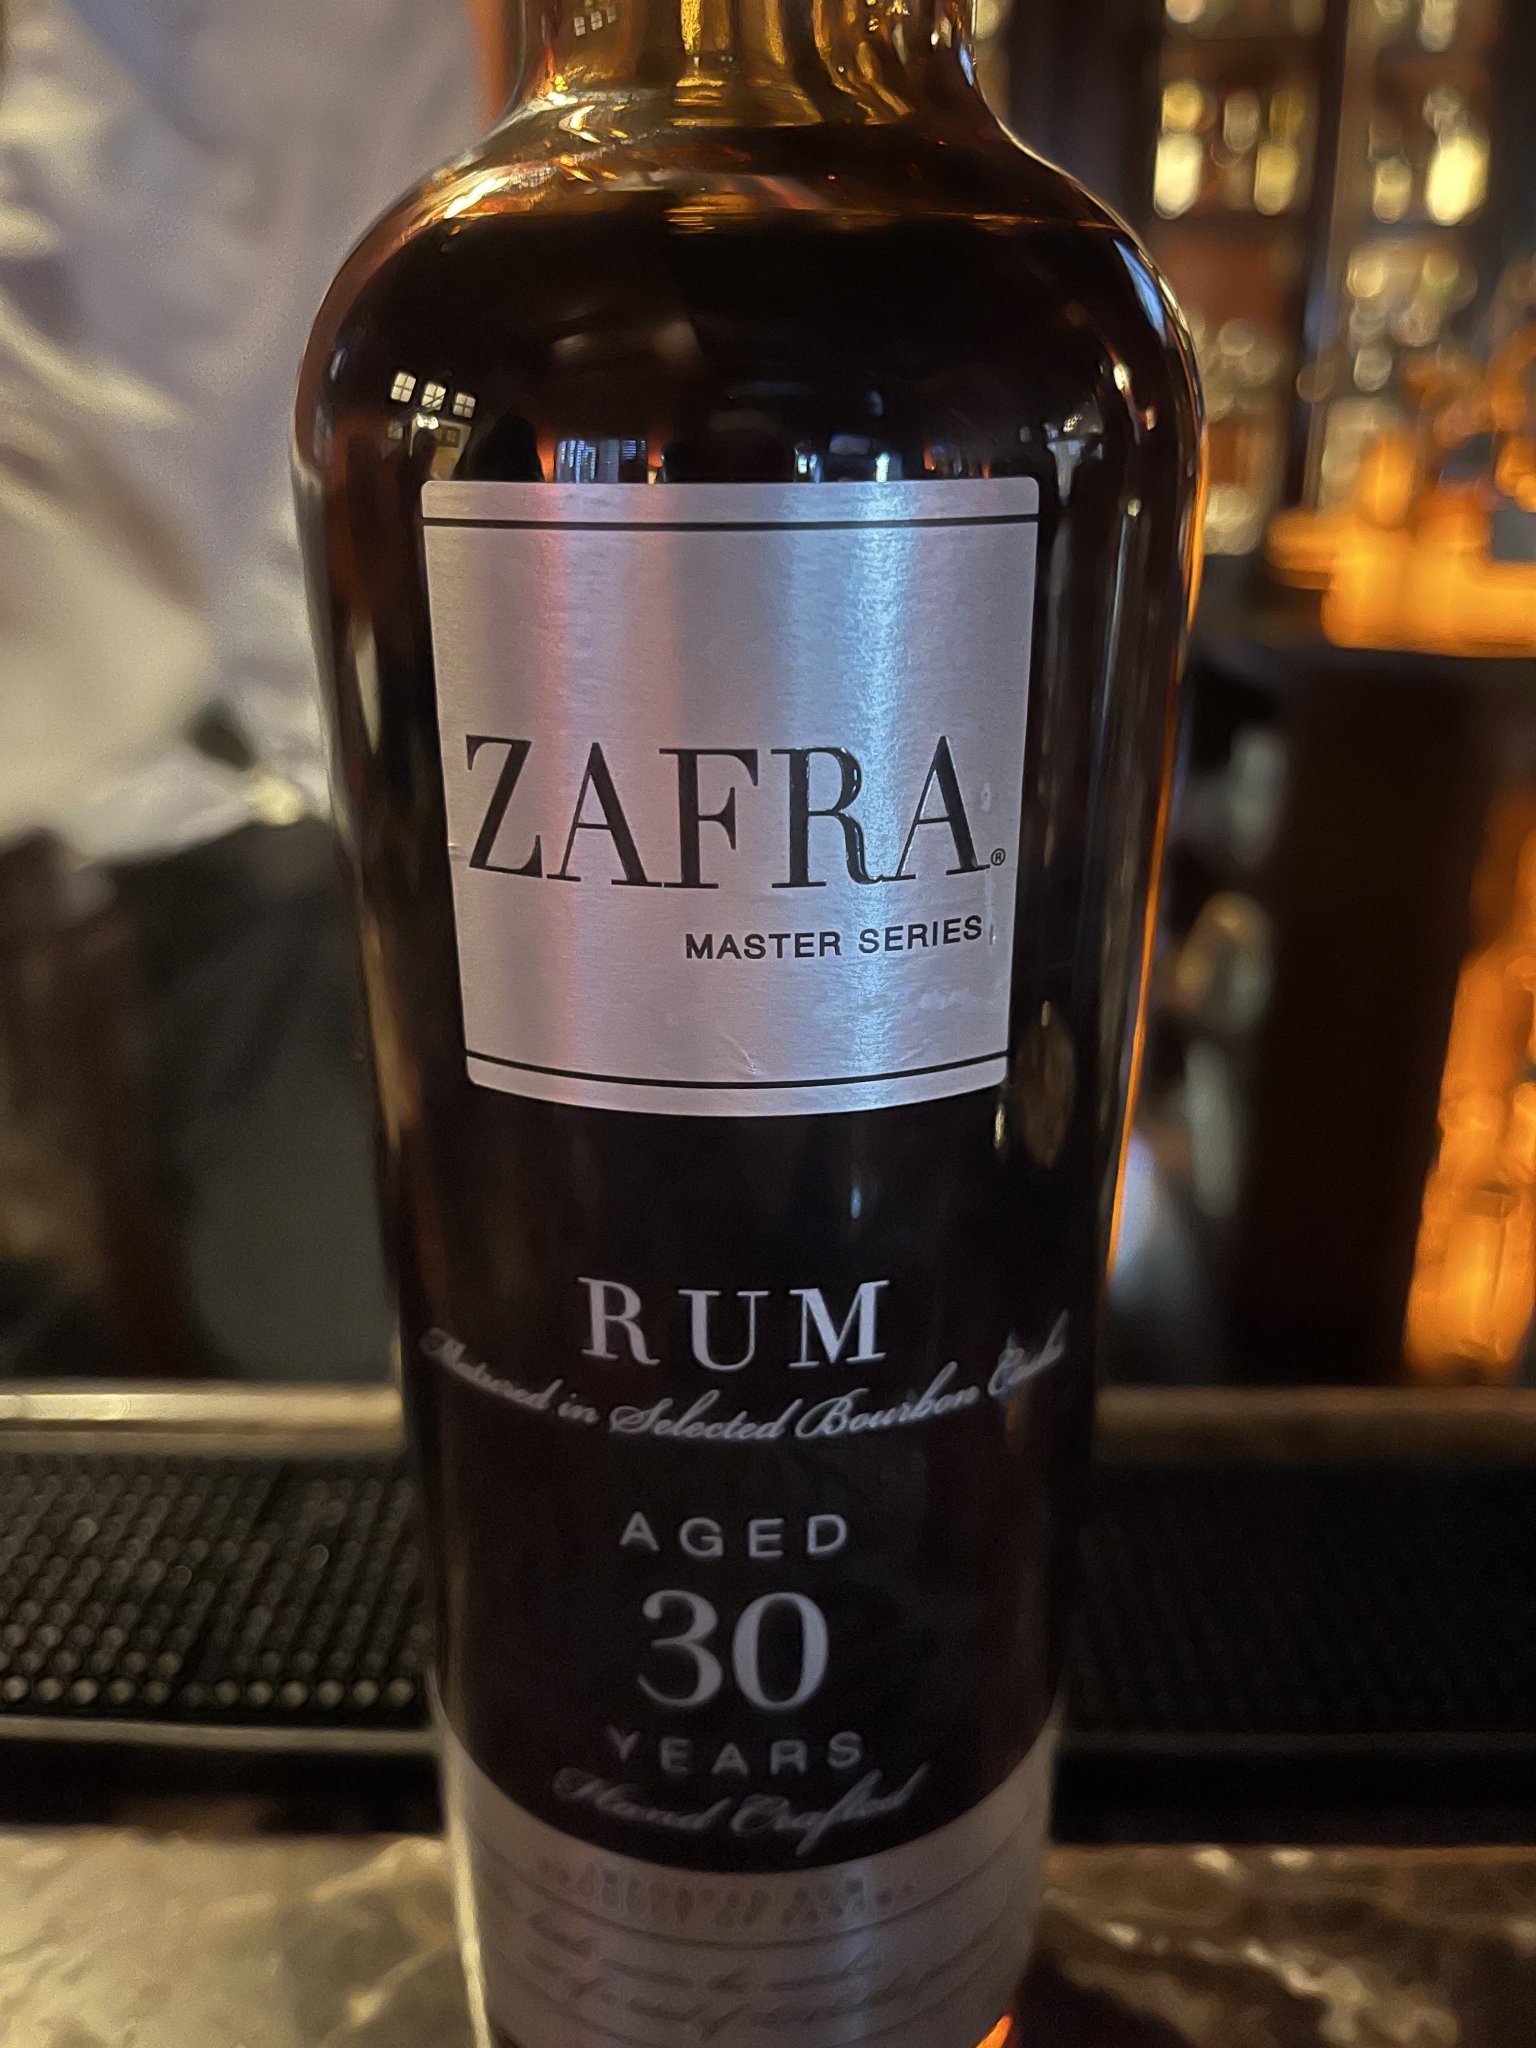 ZAFRA®
MASTER SERIES
RUM
Matured in Selected Bourbon Casks
AGED
30
YEARS
Hand Crafted